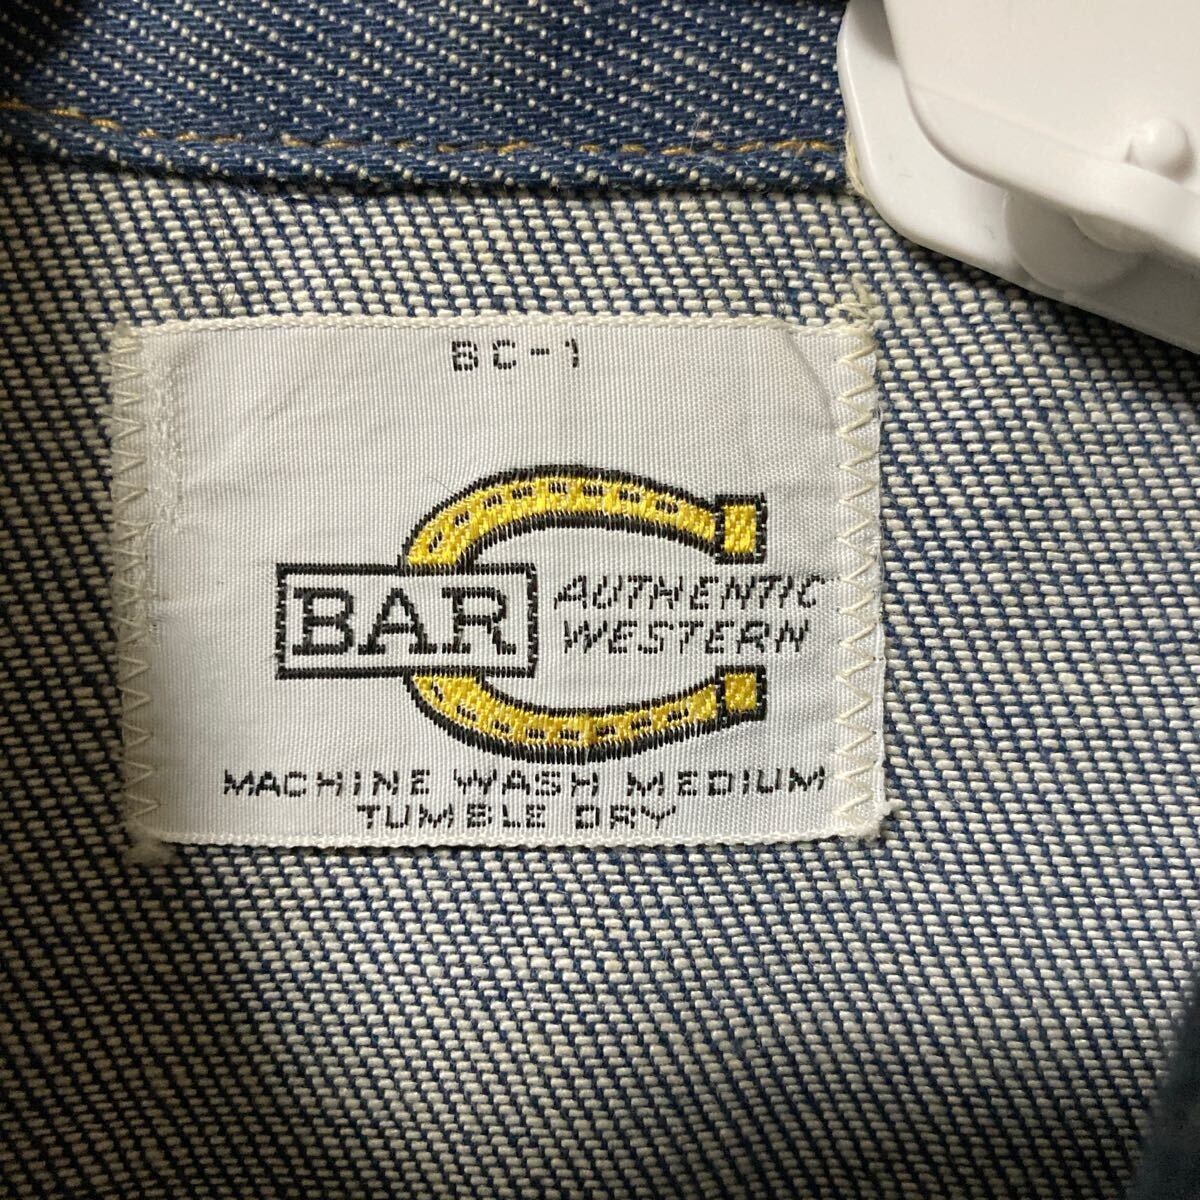 BC-1
BAR
AUTHENTIC
WESTERN
MACHINE WASH MEDIUM
TUMBLE DRY